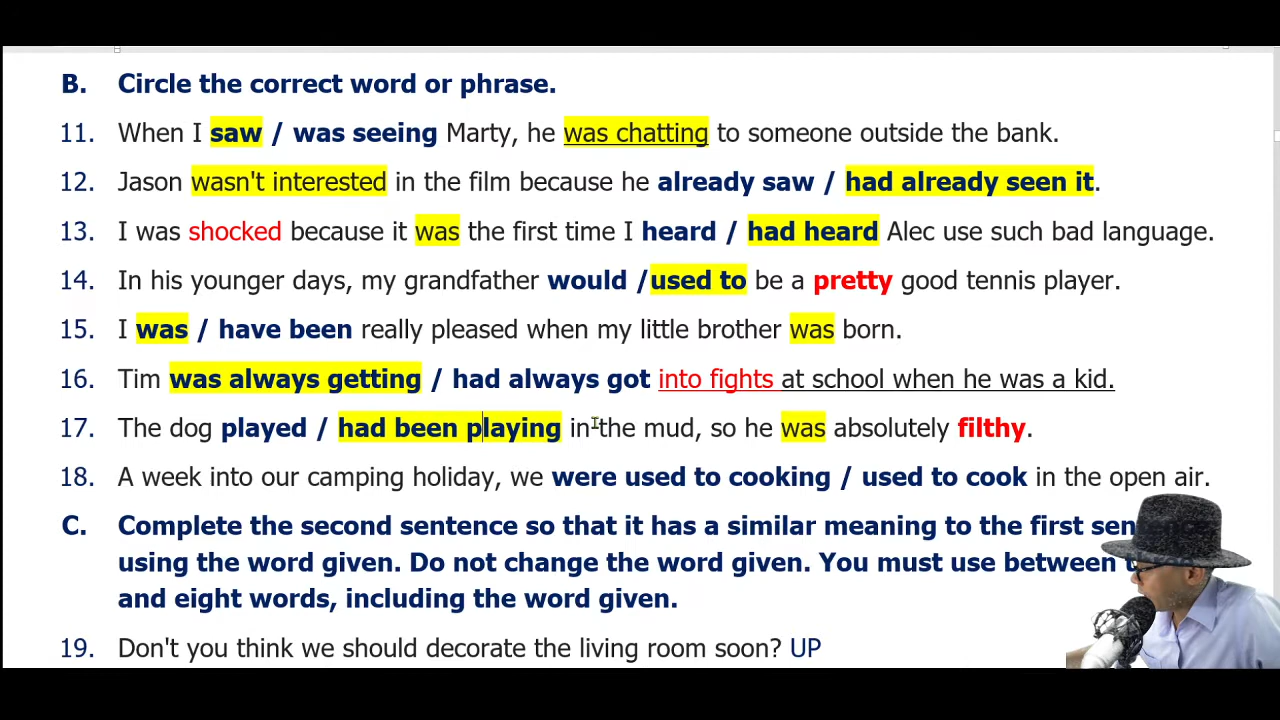 B. Circle the correct word or phrase.
11. When I saw / was seeing Marty, he was chatting to someone outside the bank.
12. Jason wasn't interested in the film because he already saw / had already seen it.
13. I was shocked because it was the first time I heard / had heard Alec use such bad language.
14. In his younger days, my grandfather would /used to be a pretty good tennis player.
15. I was / have been really pleased when my little brother was born.
16. Tim was always getting / had always got into fights at school when he was a kid.
17. The dog played / had been playing in the mud, so he was absolutely filthy.
18. A week into our camping holiday, we were used to cooking / used to cook in the open air.
C. Complete the second sentence so that it has a similar meaning to the first
using the word given. Do not change the word given. You must use between
and eight words, including the word given.
19. Don't you think we should decorate the living room soon? UP